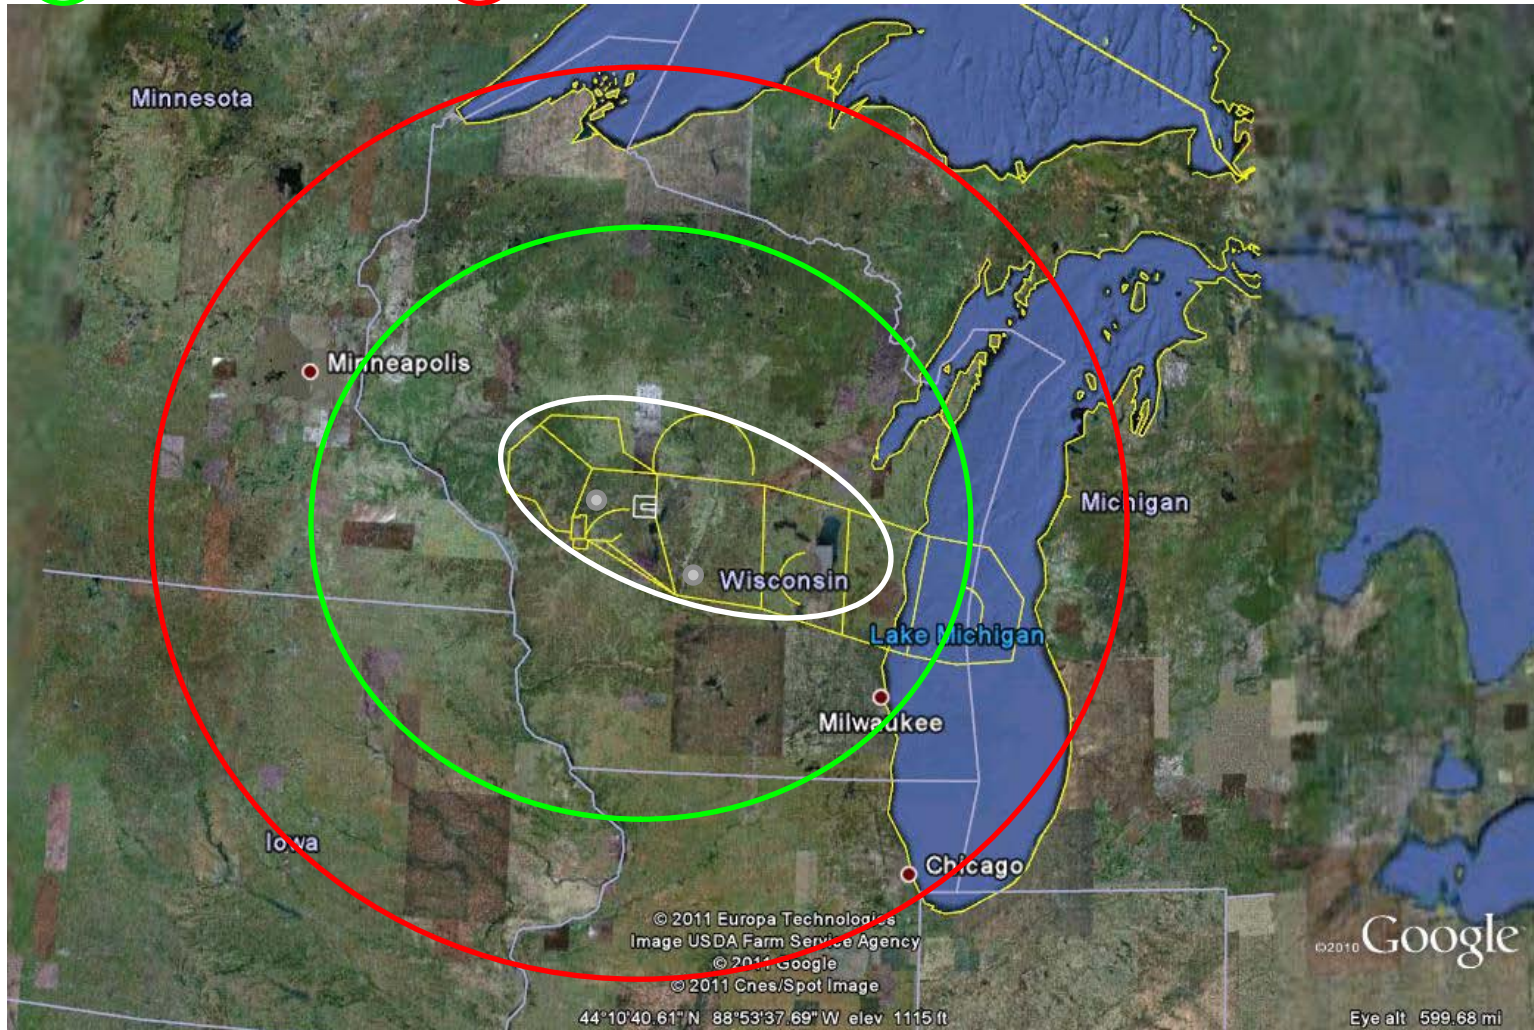 Minnesota
Minneapolis
Michigan
Wisconsin
Lake Michigan
Milwaukee
Iowa
Chicago
© 2011 Europa Technologies
Image USDA Farm Service Agency
© 2011 Google
© 2011 Cnes/Spot Image
©2010 Google
44°10'40.61" N 88°53'37.69" W elev 1115 ft
Eye alt 599.68 mi